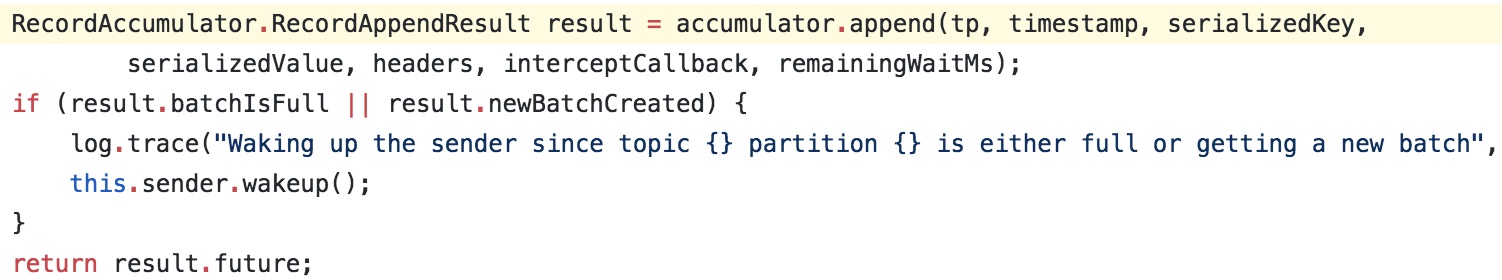 RecordAccumulator.RecordAppendResult result = accumulator.append(tp, timestamp, serializedKey,
        serializedValue, headers, interceptCallback, remainingWaitMs);
if (result.batchIsFull || result.newBatchCreated) {
    log.trace("Waking up the sender since topic {} partition {} is either full or getting a new batch",
    this.sender.wakeup();
}
return result.future;